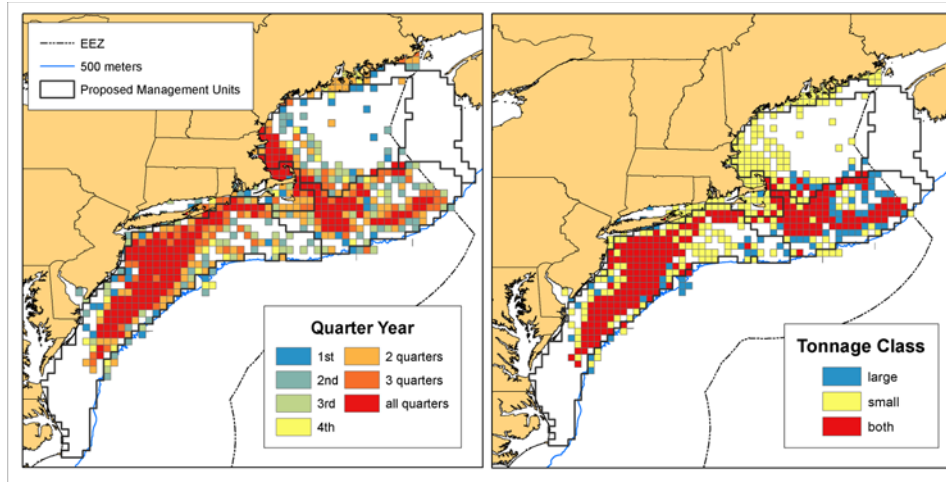 EEZ
500 meters
Proposed Management Units
Quarter Year
1st
2 quarters
2nd
3 quarters
3rd
all quarters
4th
Tonnage Class
large
small
both